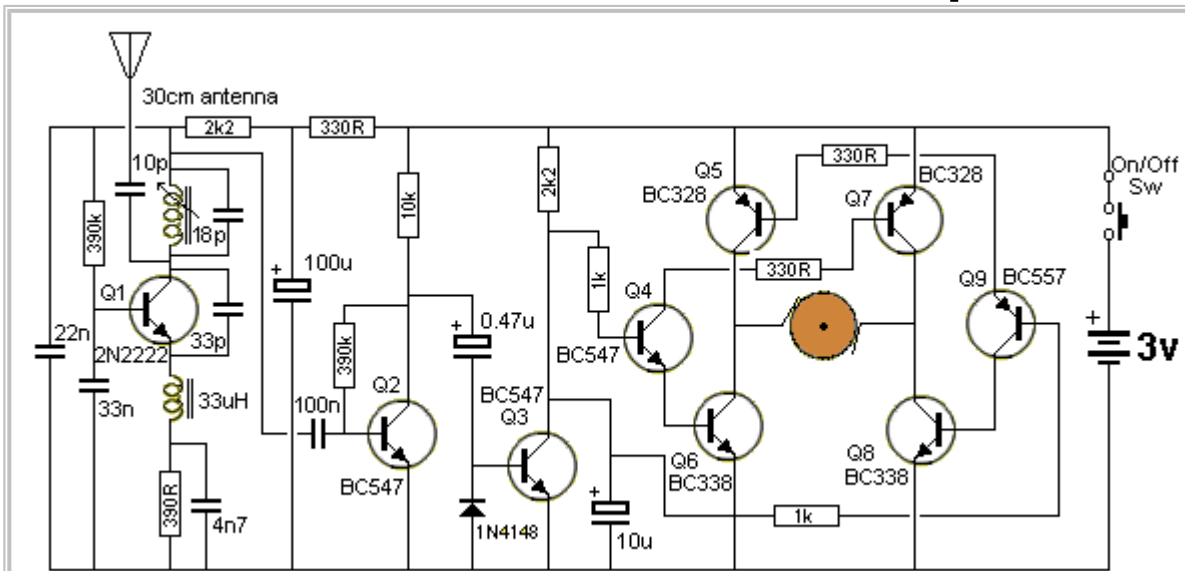 30cm antenna
2k2
330R
10p
18p
390k
Q1
2N2222
33p
22n
33n
33uH
390R
4n7
+
100u
10k
390k
100n
Q2
BC547
+
0.47u
BC547
Q3
1N4148
2k2
1k
+
10u
Q4
BC547
Q5
BC328
330R
BC328
Q7
330R
Q6
BC338
Q8
BC338
Q9
BC557
1k
On/Off
Sw
+
3v